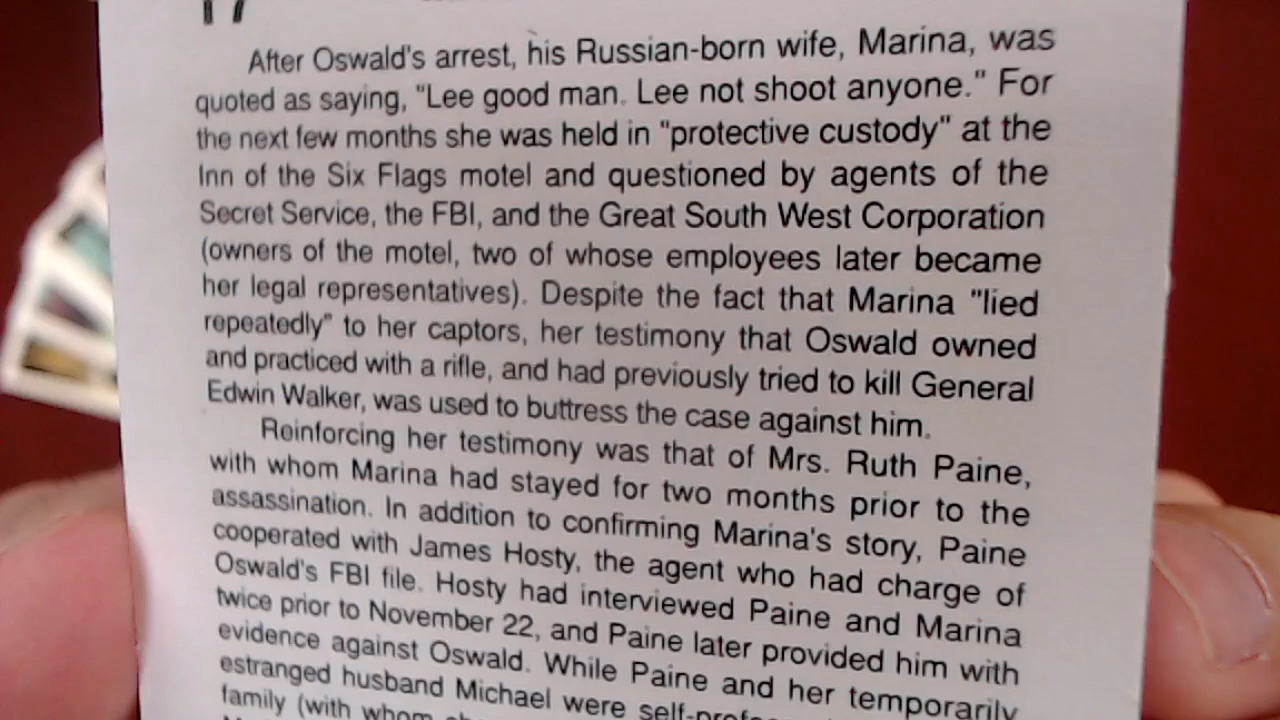 17
After Oswald's arrest, his Russian-born wife, Marina, was
quoted as saying, "Lee good man. Lee not shoot anyone." For
the next few months she was held in "protective custody" at the
Inn of the Six Flags motel and questioned by agents of the
Secret Service, the FBI, and the Great South West Corporation
(owners of the motel, two of whose employees later became
her legal representatives). Despite the fact that Marina "lied
repeatedly" to her captors, her testimony that Oswald owned
and practiced with a rifle, and had previously tried to kill General
Edwin Walker, was used to buttress the case against him.
Reinforcing her testimony was that of Mrs. Ruth Paine,
with whom Marina had stayed for two months prior to the
assassination. In addition to confirming Marina's story, Paine
cooperated with James Hosty, the agent who had charge of
Oswald's FBI file. Hosty had interviewed Paine and Marina
twice prior to November 22, and Paine later provided him with
evidence against Oswald. While Paine and her temporarily
estranged husband Michael were
family (with whom